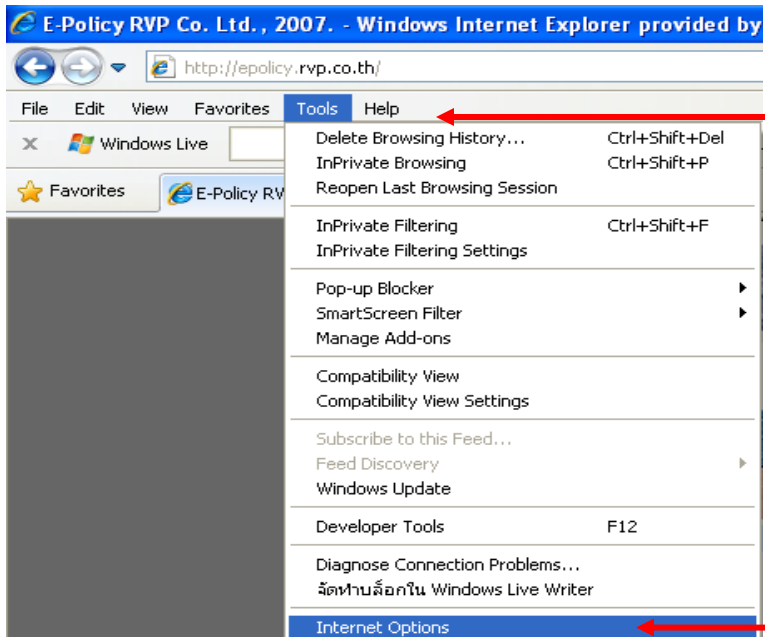 E-Policy RVP Co. Ltd., 2007. - Windows Internet Explorer provided by
http://epolicy.rvp.co.th/
File Edit View Favorites Tools Help
x Windows Live
Favorites E-Policy RV
Delete Browsing History... Ctrl+Shift+Del
InPrivate Browsing Ctrl+Shift+P
Reopen Last Browsing Session
InPrivate Filtering Ctrl+Shift+F
InPrivate Filtering Settings
Pop-up Blocker
SmartScreen Filter
Manage Add-ons
Compatibility View
Compatibility View Settings
Subscribe to this Feed...
Feed Discovery
Windows Update
Developer Tools F12
Diagnose Connection Problems...
จัดทำบล็อกใน Windows Live Writer
Internet Options